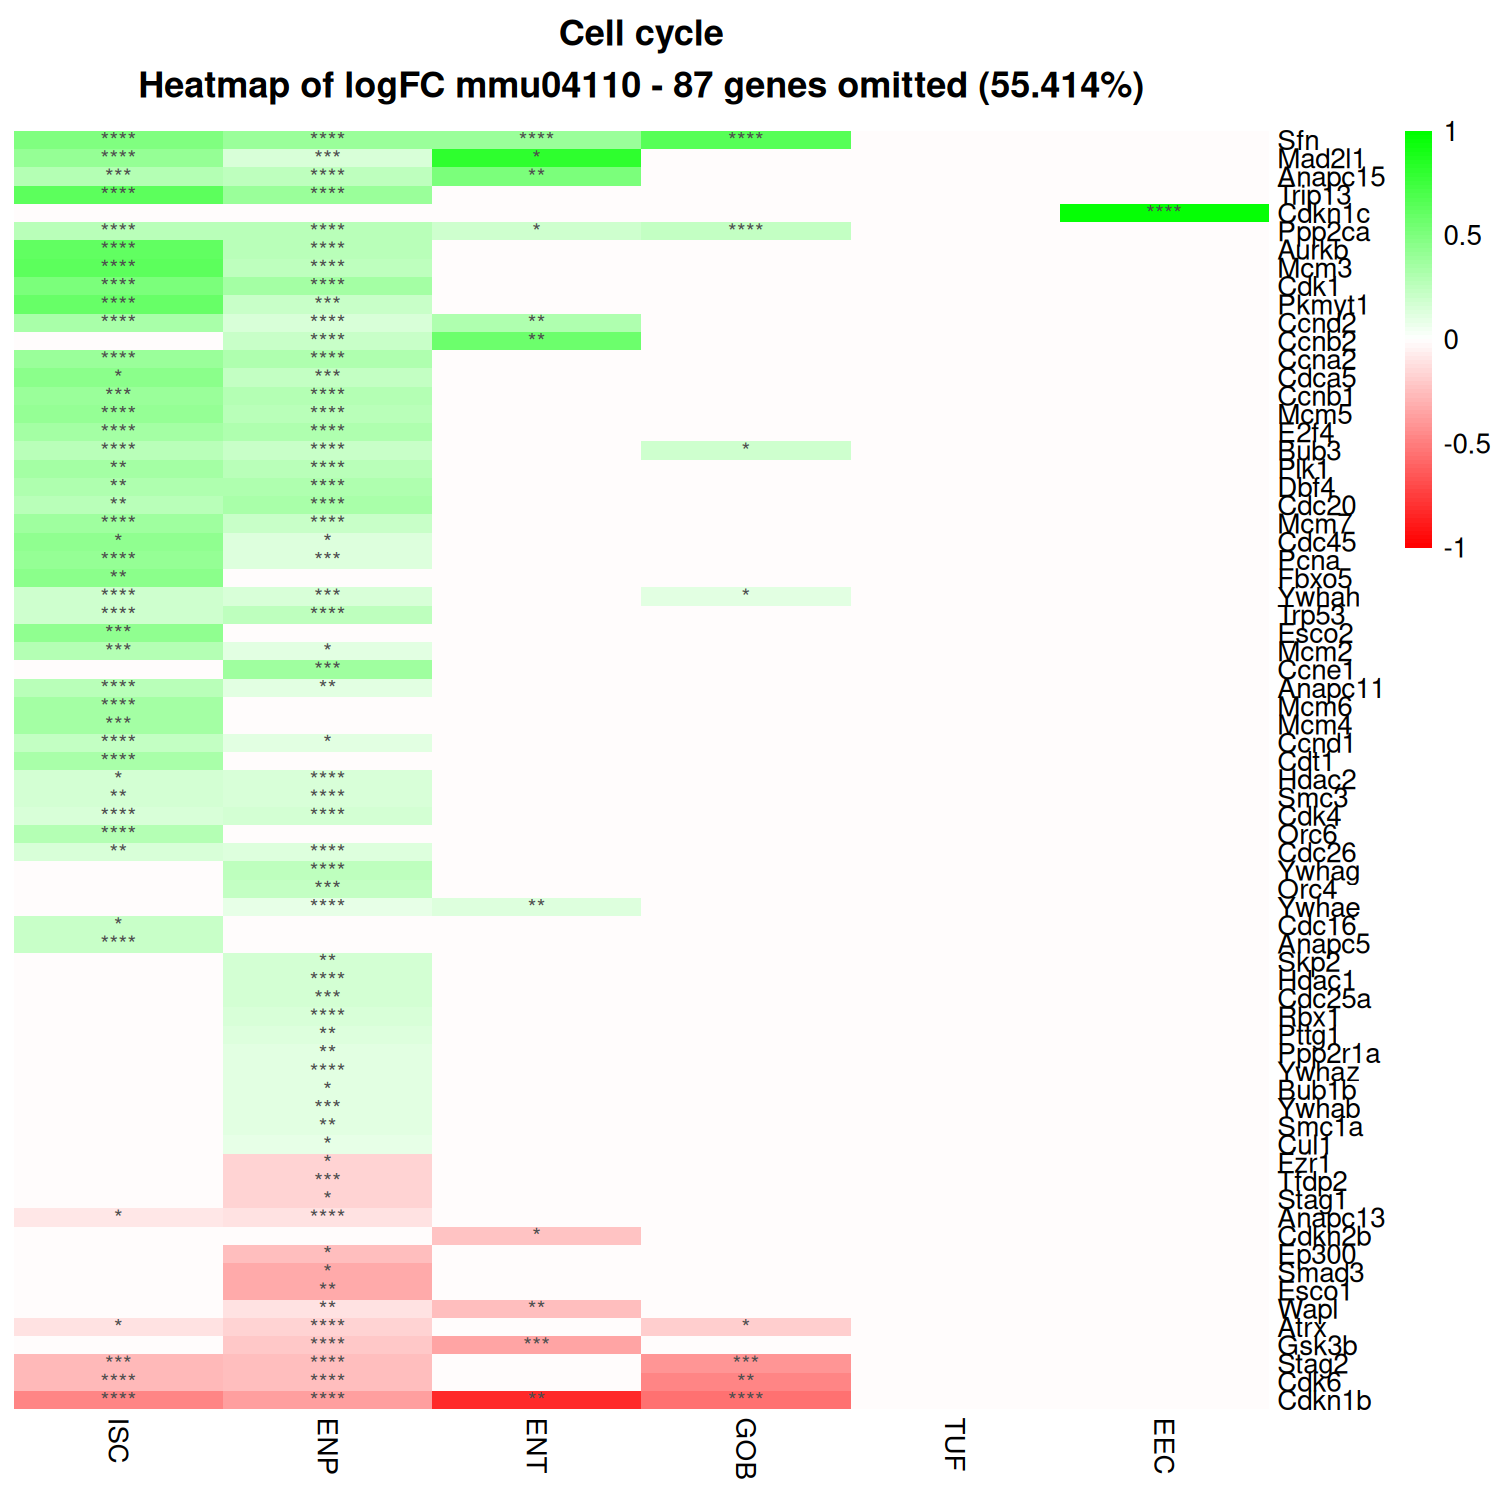 Cell cycle
Heatmap of logFC mmu04110 - 87 genes omitted (55.414%)
**** **** **** **** Sfn
**** *** * Mad2l1
*** **** ** Anapc15
**** **** Trip13
**** Cdkn1c
**** **** * **** Ppp2ca
**** **** Aurkb
**** **** Mcm3
**** **** Cdk1
**** *** Pkmyt1
**** **** ** Ccnd2
**** ** Ccnb2
**** **** Ccna2
* *** Cdca5
*** **** Ccnb1
**** **** Mcm5
**** **** E2f4
**** **** * Bub3
** **** Plk1
** **** Dbf4
** **** Cdc20
**** **** Mcm7
* * Cdc45
**** *** Pcna
** Fbxo5
**** *** * Ywhah
**** **** Trp53
*** Esco2
*** * Mcm2
*** Ccne1
**** ** Anapc11
**** Mcm6
*** Mcm4
**** * Ccnd1
**** Cdt1
* **** Hdac2
** **** Smc3
**** **** Cdk4
**** Orc6
** **** Cdc26
**** Ywhag
*** Orc4
**** ** Ywhae
* Cdc16
**** Anapc5
** Skp2
**** Hdac1
*** Cdc25a
**** Rbx1
** Pttg1
** Ppp2r1a
**** Ywhaz
* Bub1b
*** Ywhab
** Smc1a
* Cul1
* Fzr1
*** Tfdp2
* Stag1
* **** Anapc13
* Cdkn2b
* Ep300
* Smad3
** Esco1
** ** Wapl
* **** * Atrx
**** *** Gsk3b
*** **** *** Stag2
**** **** ** Cdk6
**** **** ** **** Cdkn1b
ISC ENP ENT GOB TUF EEC
1
0.5
0
-0.5
-1